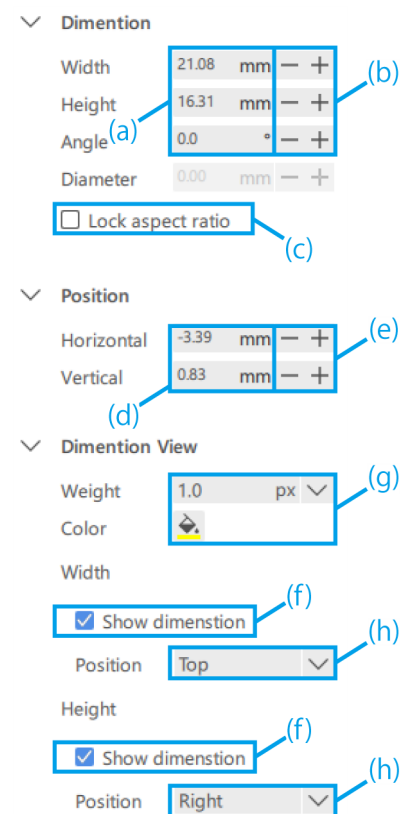 Dimention
Width 21.08 mm
(b)
Height 16.31 mm
(a)
Angle 0.0 °
Diameter 0.00 mm
Lock aspect ratio
(c)
Position
Horizontal -3.39 mm
(e)
Vertical 0.83 mm
(d)
Dimention View
(g)
Weight 1.0 px
Color
Width
(f)
Show dimenstion
(h)
Position Top
Height
(f)
Show dimenstion
(h)
Position Right